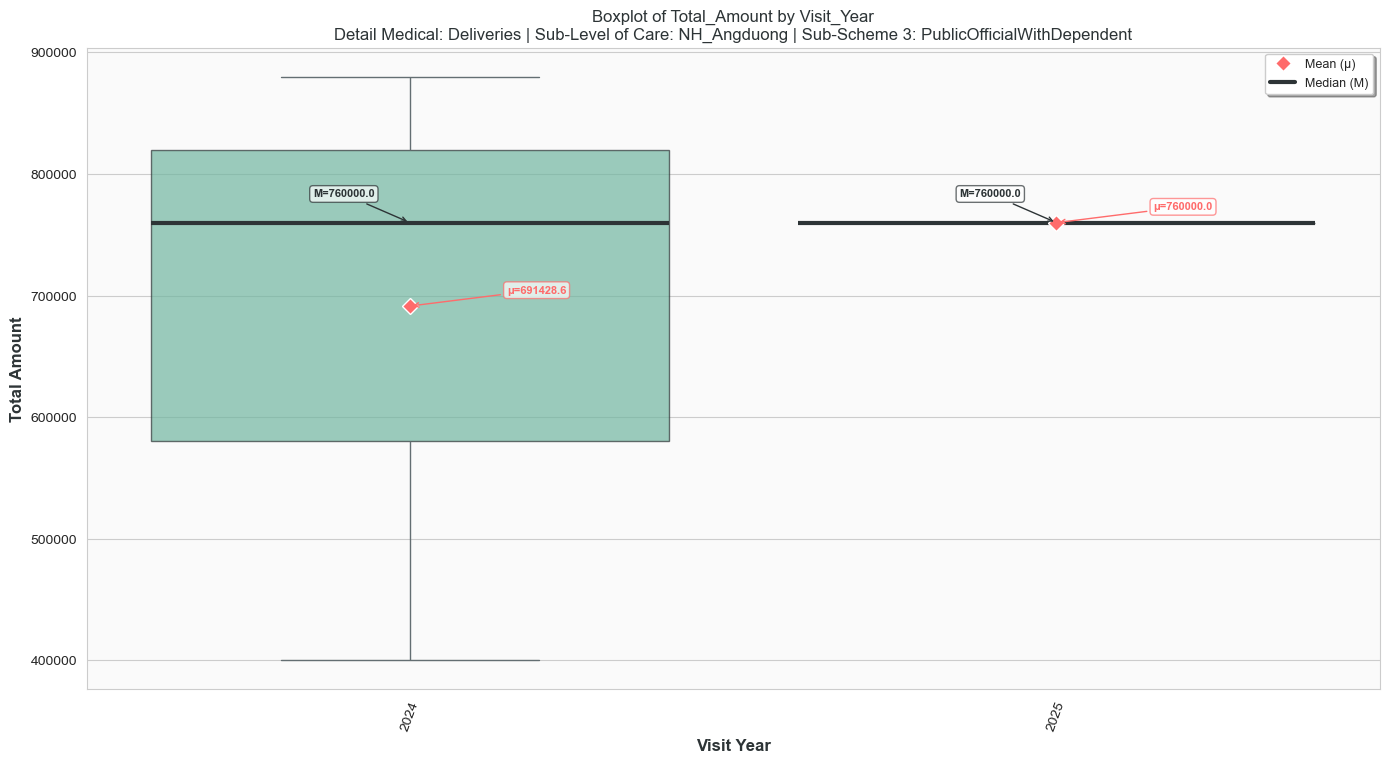 Boxplot of Total_Amount by Visit_Year
Detail Medical: Deliveries | Sub-Level of Care: NH_Angduong | Sub-Scheme 3: PublicOfficialWithDependent
Mean (μ)
Median (M)
Total Amount
900000
800000
700000
600000
500000
400000
M=760000.0
μ=691428.6
M=760000.0
μ=760000.0
2024
2025
Visit Year